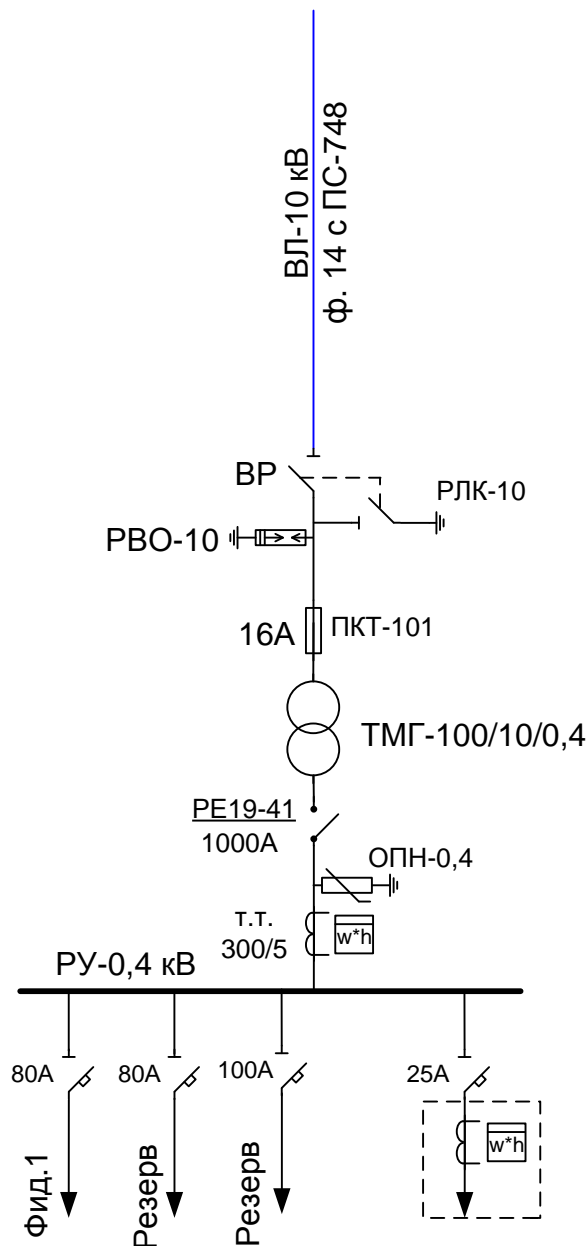 ВЛ-10 кВ
ф. 14 с ПС-748
ВР
РЛК-10
РВО-10
16А
ПКТ-101
ТМГ-100/10/0,4
РЕ19-41
1000А
ОПН-0,4
т.т.
300/5
w*h
РУ-0,4 кВ
80А
80А
100А
25А
w*h
Фид.1
Резерв
Резерв